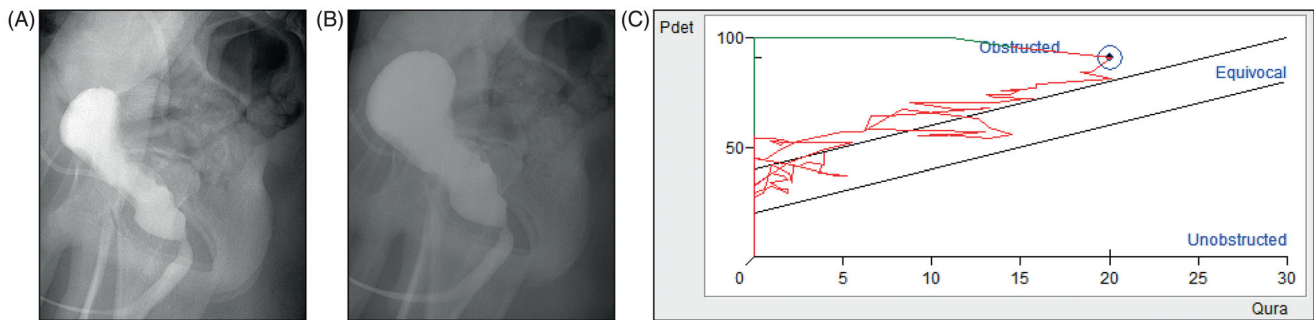 (A)
(B)
(C)
Pdet
100
Obstructed
Equivocal
50
Unobstructed
0
5
10
15
20
25
30
Qura